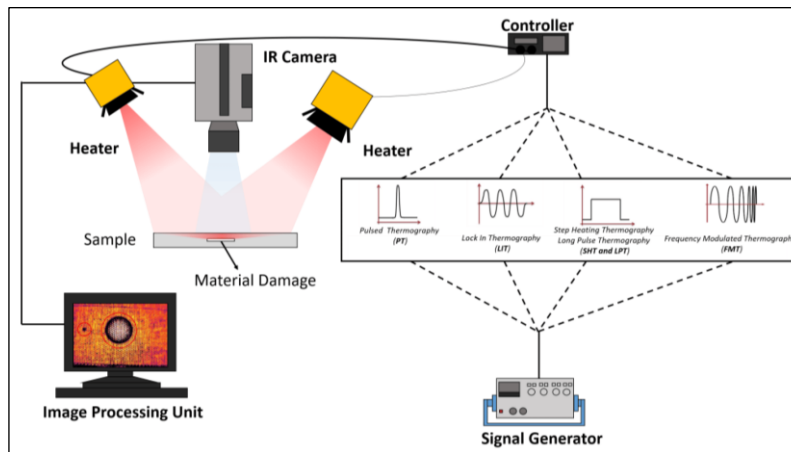 Controller
IR Camera
Heater
Heater
Sample
Material Damage
Pulsed Thermography
(PT)
Lock In Thermography
(LIT)
Step Heating Thermography
Long Pulse Thermography
(SHT and LPT)
Frequency Modulated Thermography
(FMT)
Image Processing Unit
Signal Generator